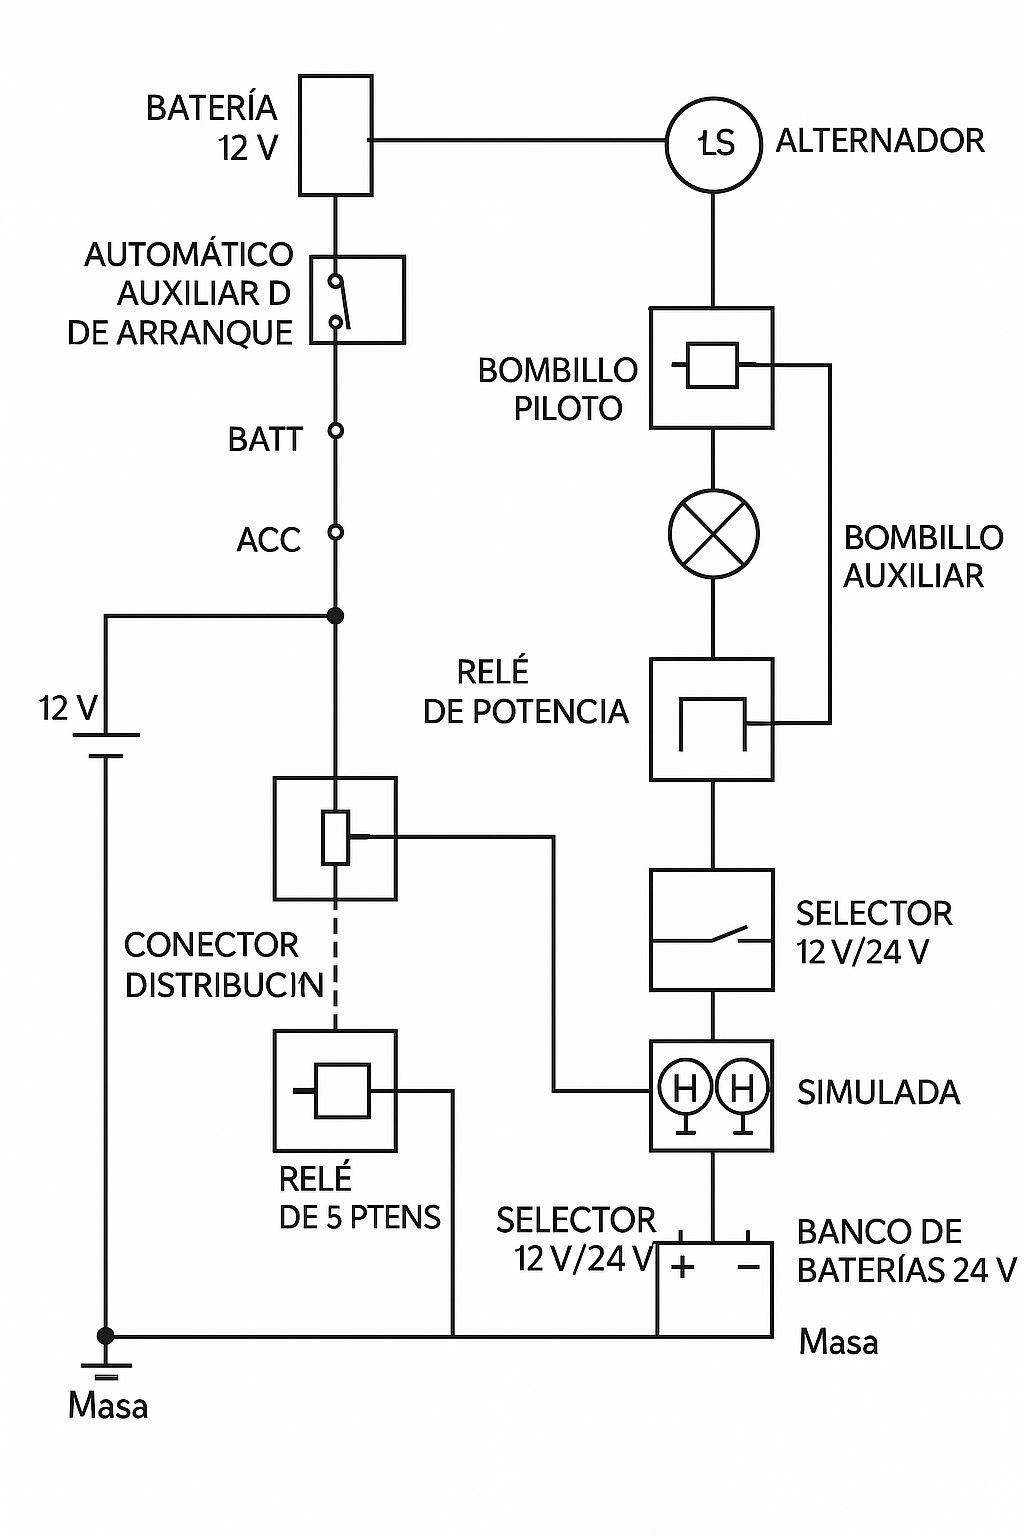 BATERÍA
12 V
1LS
ALTERNADOR
AUTOMÁTICO
AUXILIAR D
DE ARRANQUE
BOMBILLO
PILOTO
BATT
ACC
BOMBILLO
AUXILIAR
RELÉ
DE POTENCIA
12 V
SELECTOR
12 V/24 V
CONECTOR
DISTRIBUCIN
H H
SIMULADA
RELÉ
DE 5 PTENS
SELECTOR
12 V/24 V
+ −
BANCO DE
BATERÍAS 24 V
Masa
Masa